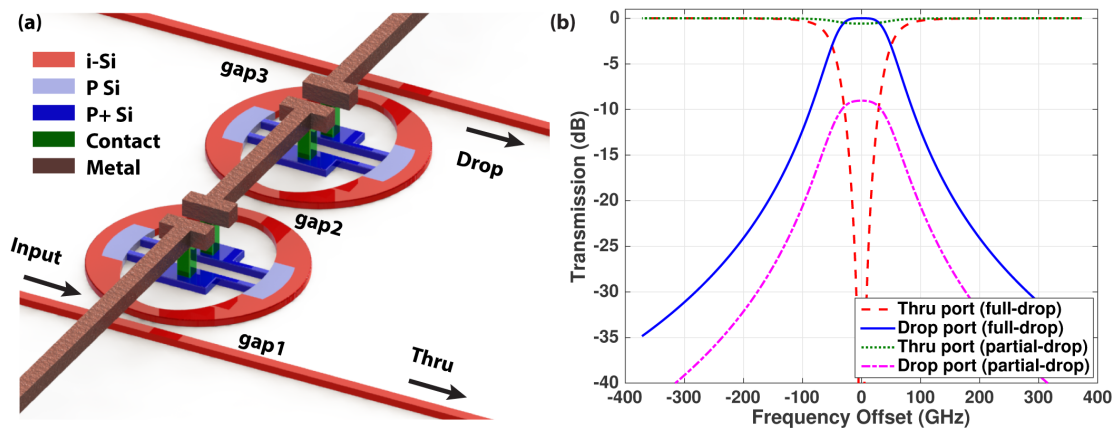 (a)
i-Si
P Si
P+ Si
Contact
Metal
gap3
Drop
gap2
Input
gap1
Thru
(b)
Transmission (dB)
0
-5
-10
-15
-20
-25
-30
-35
-40
-400
-300
-200
-100
0
100
200
300
400
Frequency Offset (GHz)
Thru port (full-drop)
Drop port (full-drop)
Thru port (partial-drop)
Drop port (partial-drop)